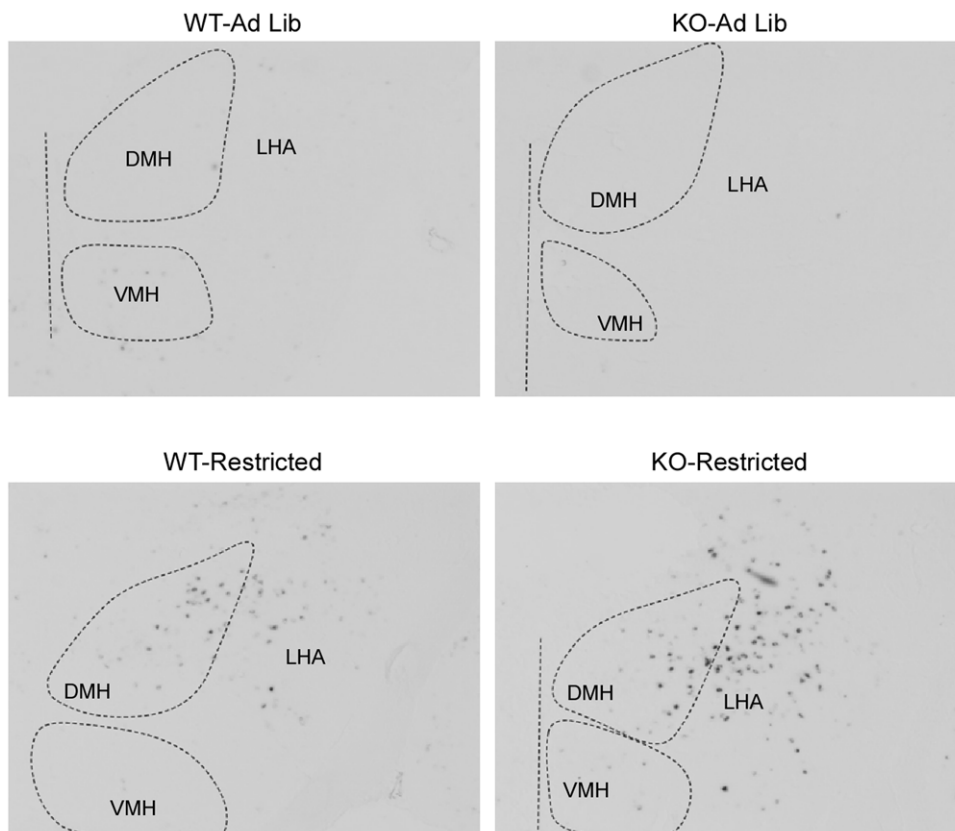 WT-Ad Lib
KO-Ad Lib
DMH
LHA
VMH
DMH
LHA
VMH
WT-Restricted
KO-Restricted
DMH
LHA
VMH
DMH
LHA
VMH